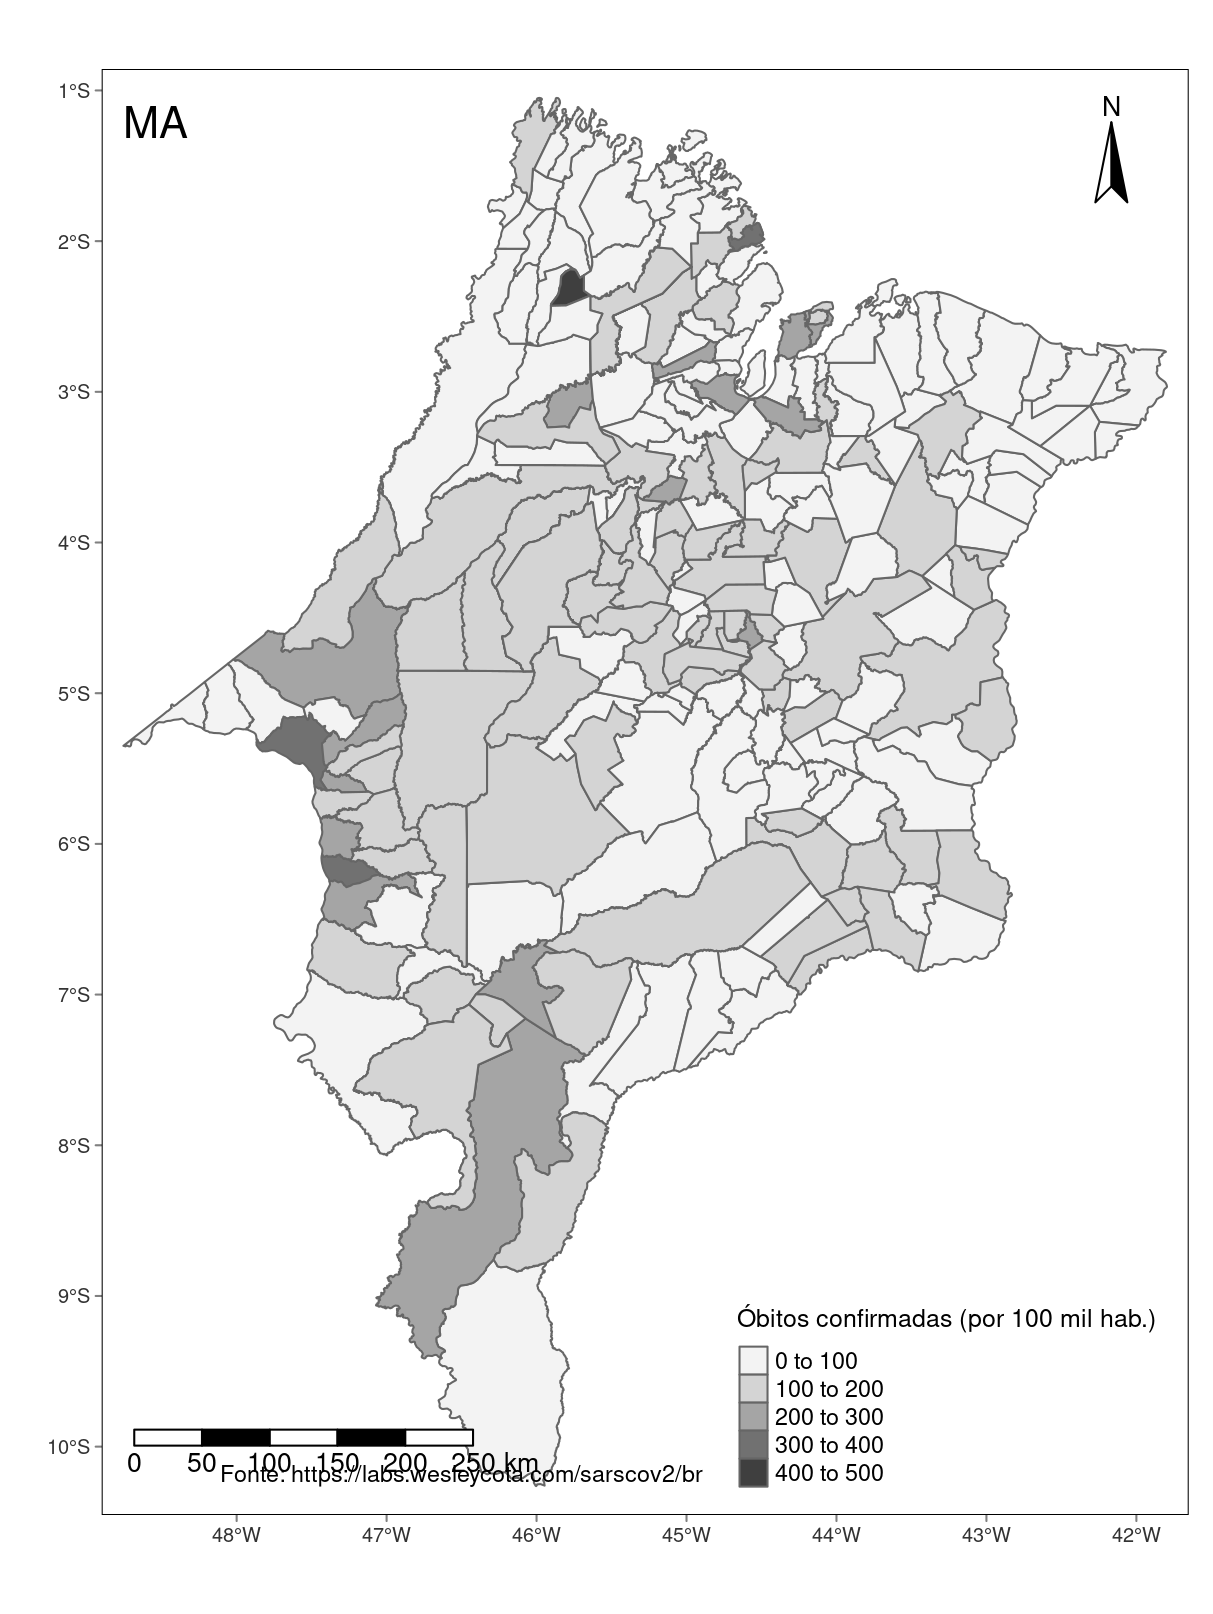 1°S
MA
N
2°S
3°S
4°S
5°S
6°S
7°S
8°S
9°S
10°S
Óbitos confirmadas (por 100 mil hab.)
0 to 100
100 to 200
200 to 300
300 to 400
400 to 500
0 50 100 150 200 250 km
Fonte: https://labs.wesleycota.com/sarscov2/br
48°W 47°W 46°W 45°W 44°W 43°W 42°W